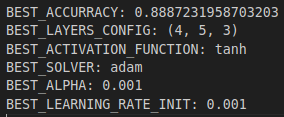 BEST_ACCURRACY: 0.8887231958703203
BEST_LAYERS_CONFIG: (4, 5, 3)
BEST_ACTIVATION_FUNCTION: tanh
BEST_SOLVER: adam
BEST_ALPHA: 0.001
BEST_LEARNING_RATE_INIT: 0.001